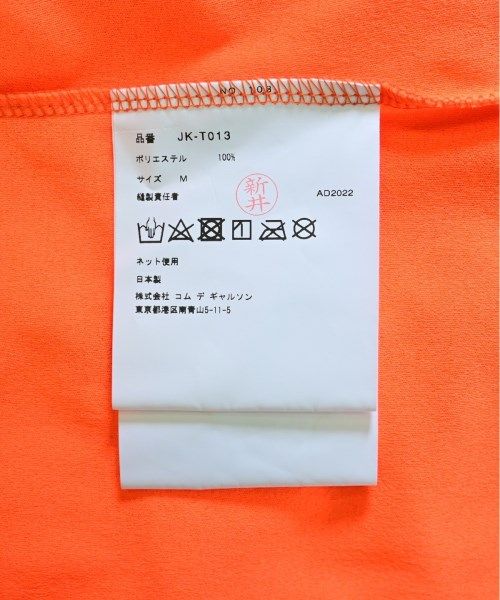 NO. 108
品番 JK-T013
ポリエステル 100%
サイズ M
縫製責任者 新井 AD2022
ネット使用
日本製
株式会社 コム デ ギャルソン
東京都港区南青山5-11-5